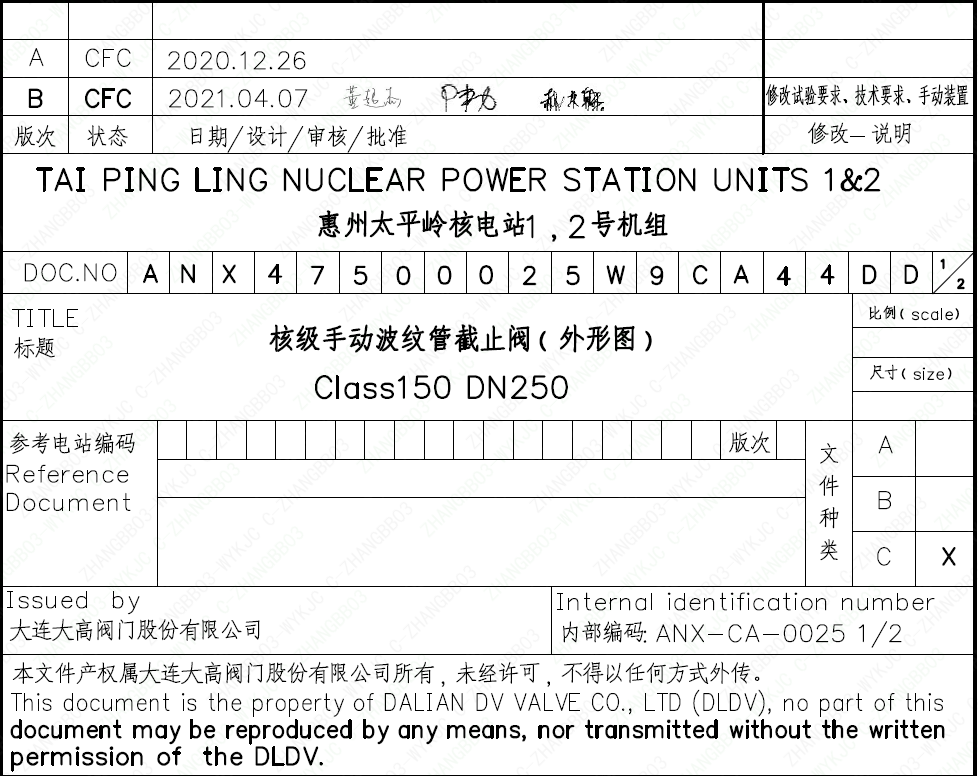 A CFC 2020.12.26
B CFC 2021.04.07 修改试验要求、技术要求、手动装置
版次 状态 日期/设计/审核/批准 修改— 说明
TAI PING LING NUCLEAR POWER STATION UNITS 1&2
惠州太平岭核电站1,2号机组
DOC.NO A N X 4 7 5 0 0 0 2 5 W 9 C A 4 4 D D 1/2
TITLE
标题
核级手动波纹管截止阀(外形图)
Class150 DN250
比例(scale)
尺寸(size)
参考电站编码
Reference
Document
版次
文件种类
A
B
C X
Issued by
大连大高阀门股份有限公司
Internal identification number
内部编码: ANX-CA-0025 1/2
本文件产权属大连大高阀门股份有限公司所有,未经许可,不得以任何方式外传。
This document is the property of DALIAN DV VALVE CO., LTD (DLDV), no part of this
document may be reproduced by any means, nor transmitted without the written
permission of the DLDV.